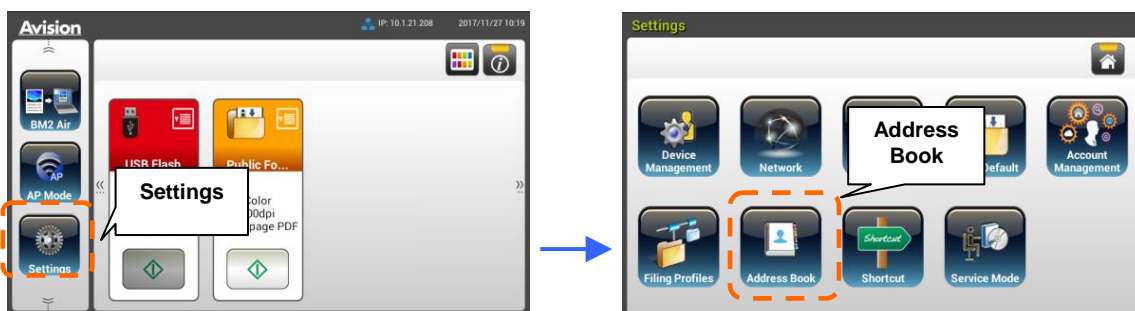 Avision
IP: 10.1.21.208 2017/11/27 10:19
BM2 Air
AP
AP Mode
Settings
USB Flash
Public Fo...
Settings
Color
00dpi
page PDF
Settings
Device
Management
Network
Address
Book
Default
Account
Management
Filing Profiles
Address Book
Shortcut
Shortcut
Service Mode